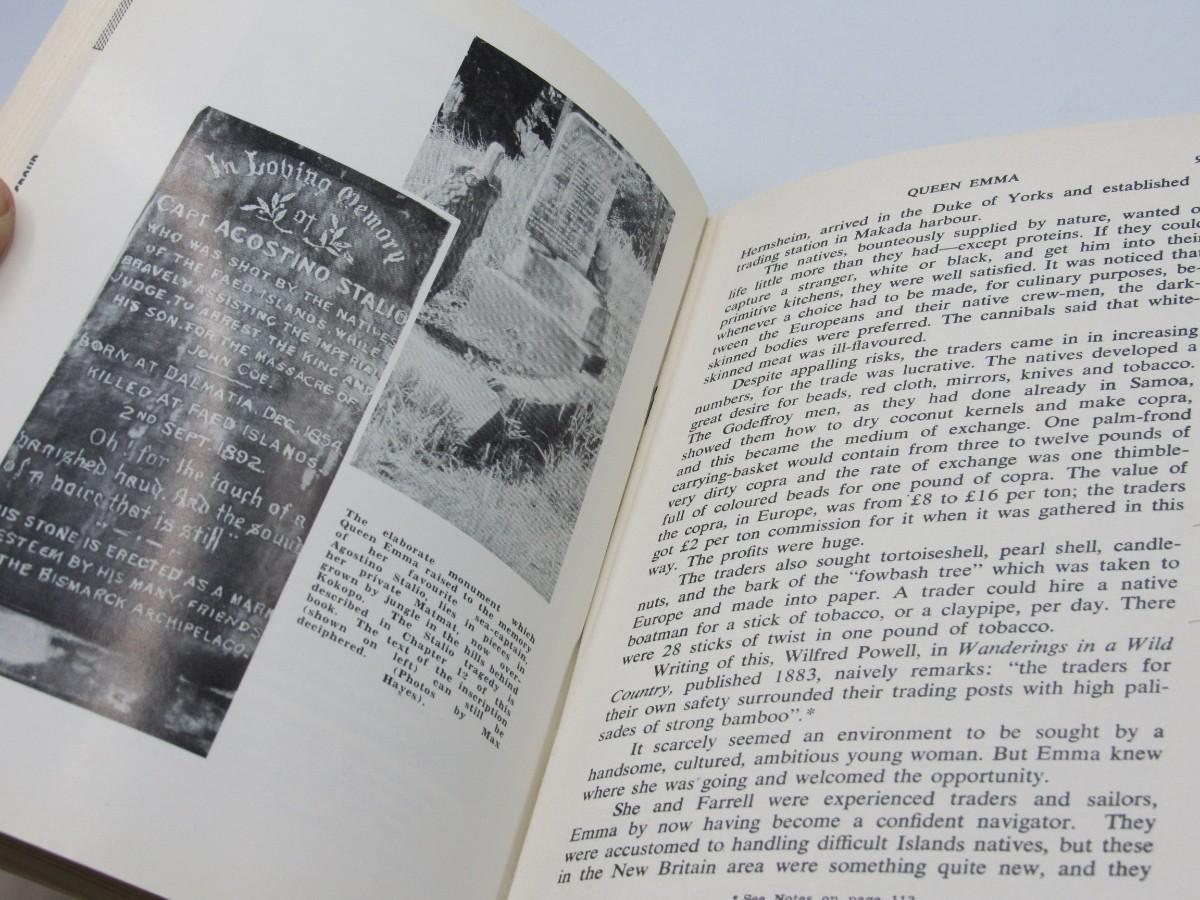 In Loving Memory
of
CAPT AGOSTINO STALIO
WHO WAS SHOT BY THE NATIVES
OF THE FAED ISLANDS WHILE
BRAVELY ASSISTING THE IMPERIAL
JUDGE, TO ARREST THE KING AND
HIS SON. FOR THE MASSACRE OF
JOHN COE.
BORN AT DALMATIA. DEC. 1854
KILLED AT FAED ISLANDS
2ND SEPT. 1892.
Oh! for the touch of a
hand. And the sound
of A that is still"
THIS STONE IS ERECTED AS A MARK
ESTEEM BY HIS MANY FRIENDS
THE BISMARCK ARCHIPELAGO.
The elaborate monument which
Queen Emma raised to the memory
of her favourite sea-captain,
Agostino Stalio, lies in pieces in
her private Matmat, now over-
grown by jungle in the hills behind
Kokopo. The Stalio tragedy is
described in Chapter 12 of this
book. The text of the inscription
(shown on left) can still be
deciphered. (Photos by Max
Hayes).
QUEEN EMMA
Hernsheim, arrived in the Duke of Yorks and established
trading station in Makada harbour.
The natives, bounteously supplied by nature, wanted
life little more than they had—except proteins. If they could
capture a stranger, white or black, and get him into their
primitive kitchens, they were well satisfied. It was noticed that
whenever a choice had to be made, for culinary purposes, be-
tween the Europeans and their native crew-men, the dark-
skinned bodies were preferred. The cannibals said that white-
skinned meat was ill-flavoured.
Despite appalling risks, the traders came in in increasing
numbers, for the trade was lucrative. The natives developed a
great desire for beads, red cloth, mirrors, knives and tobacco.
The Godeffroy men, as they had done already in Samoa,
showed them how to dry coconut kernels and make copra,
and this became the medium of exchange. One palm-frond
carrying-basket would contain from three to twelve pounds of
very dirty copra and the rate of exchange was one thimble-
full of coloured beads for one pound of copra. The value of
the copra, in Europe, was from £8 to £16 per ton; the traders
got £2 per ton commission for it when it was gathered in this
way. The profits were huge.
The traders also sought tortoiseshell, pearl shell, candle-
nuts, and the bark of the "fowbash tree" which was taken to
Europe and made into paper. A trader could hire a native
boatman for a stick of tobacco, or a claypipe, per day. There
were 28 sticks of twist in one pound of tobacco.
Writing of this, Wilfred Powell, in Wanderings in a Wild
Country, published 1883, naively remarks: "the traders for
their own safety surrounded their trading posts with high pali-
sades of strong bamboo".*
It scarcely seemed an environment to be sought by a
handsome, cultured, ambitious young woman. But Emma knew
where she was going and welcomed the opportunity.
She and Farrell were experienced traders and sailors,
Emma by now having become a confident navigator. They
were accustomed to handling difficult Islands natives, but these
in the New Britain area were something quite new, and they
* See Notes on page 112